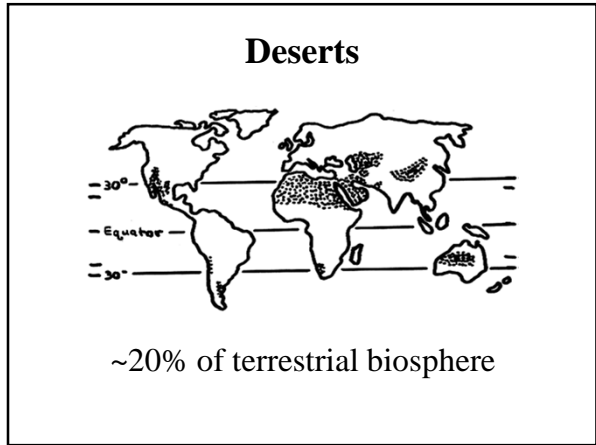 Deserts
30°
Equator
30°
~20% of terrestrial biosphere